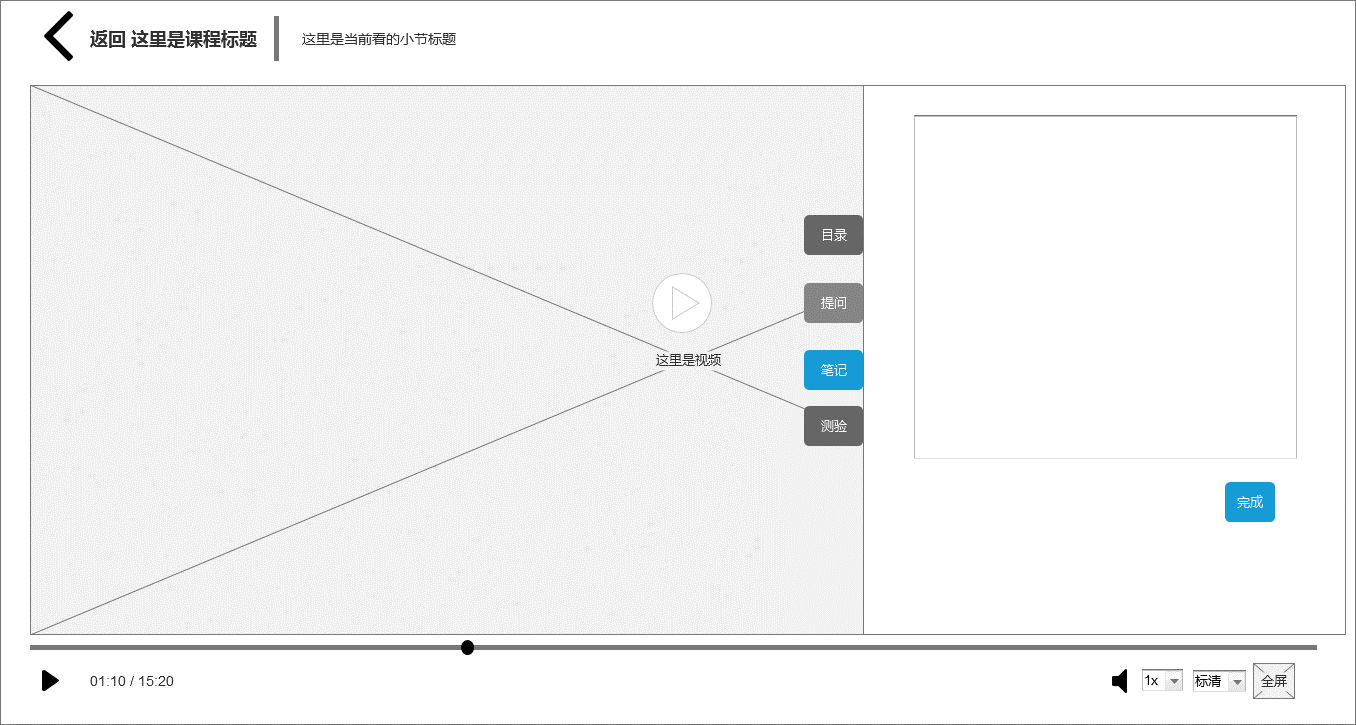 返回 这里是课程标题
这里是当前看的小节标题
目录
提问
这里是视频
笔记
测验
完成
01:10 / 15:20
1x
标清
全屏